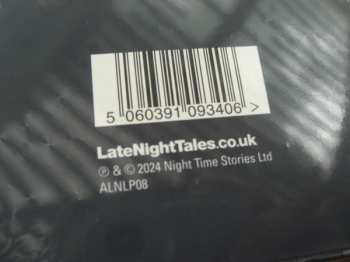 5 060391 093406 >
LateNightTales.co.uk
℗ & © 2024 Night Time Stories Ltd
ALNLP08